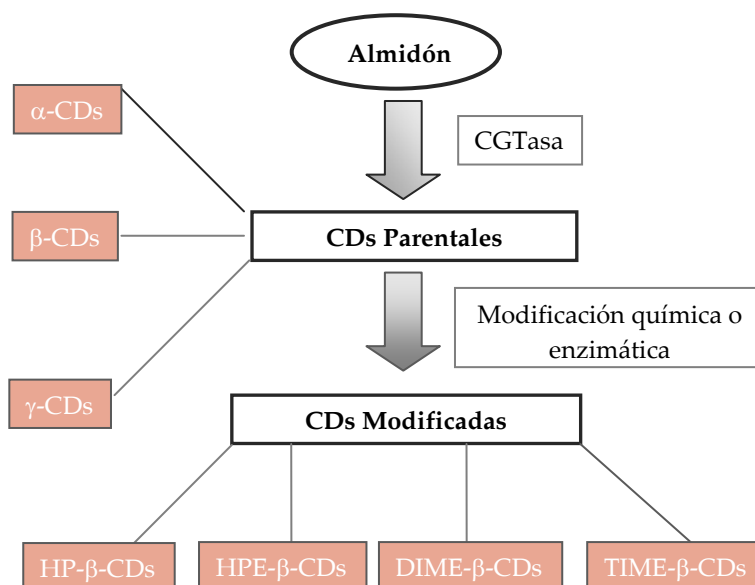 Almidón
α-CDs
CGTasa
β-CDs
CDs Parentales
Modificación química o
enzimática
γ-CDs
CDs Modificadas
HP-β-CDs
HPE-β-CDs
DIME-β-CDs
TIME-β-CDs